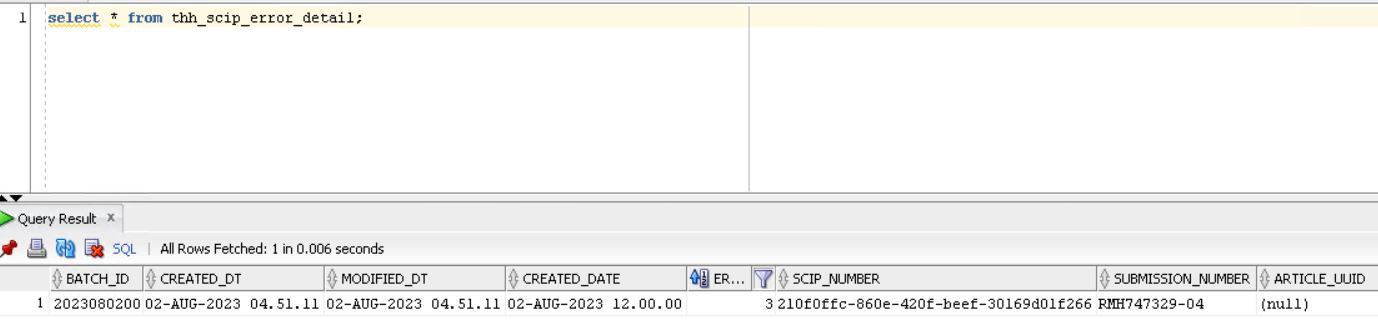 1 select * from thh_scip_error_detail;
Query Result x
SQL | All Rows Fetched: 1 in 0.006 seconds
BATCH_ID CREATED_DT MODIFIED_DT CREATED_DATE ER... SCIP_NUMBER SUBMISSION_NUMBER ARTICLE_UUID
1 2023080200 02-AUG-2023 04.51.11 02-AUG-2023 04.51.11 02-AUG-2023 12.00.00 3 210f0ffc-860e-420f-beef-30169d01f266 RMH747329-04 (null)